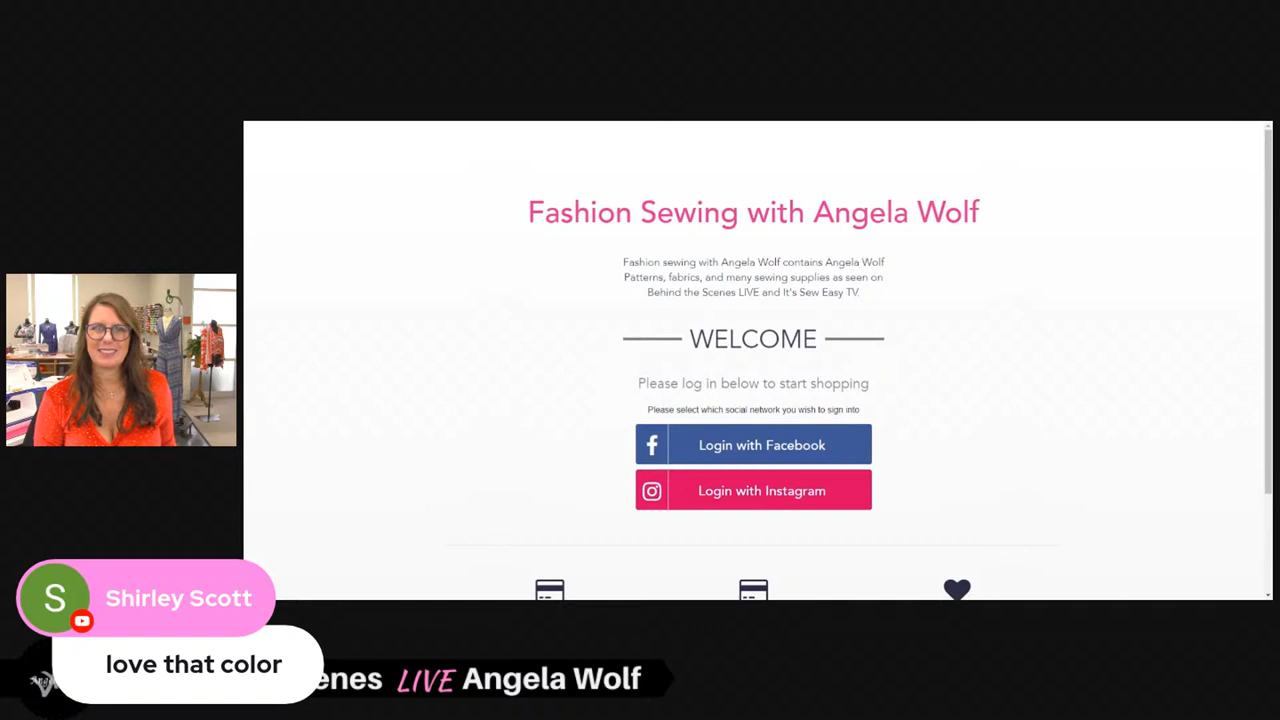 Fashion Sewing with Angela Wolf
Fashion sewing with Angela Wolf contains Angela Wolf
Patterns, fabrics, and many sewing supplies as seen on
Behind the Scenes LIVE and It's Sew Easy TV.
WELCOME
Please log in below to start shopping
Please select which social network you wish to sign into
Login with Facebook
Login with Instagram
S
Shirley Scott
love that color
enes LIVE Angela Wolf